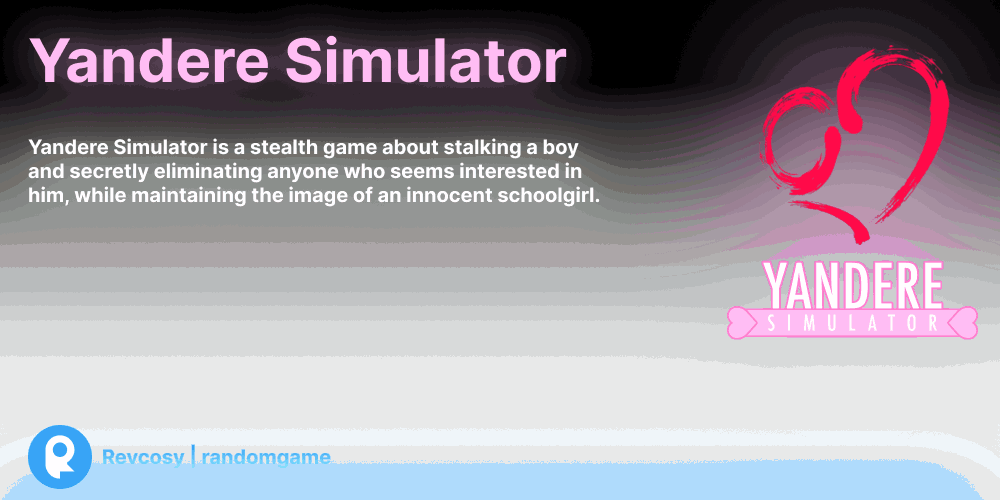 Yandere Simulator
Yandere Simulator is a stealth game about stalking a boy
and secretly eliminating anyone who seems interested in
him, while maintaining the image of an innocent schoolgirl.
YANDERE
SIMULATOR
Revcosy | randomgame